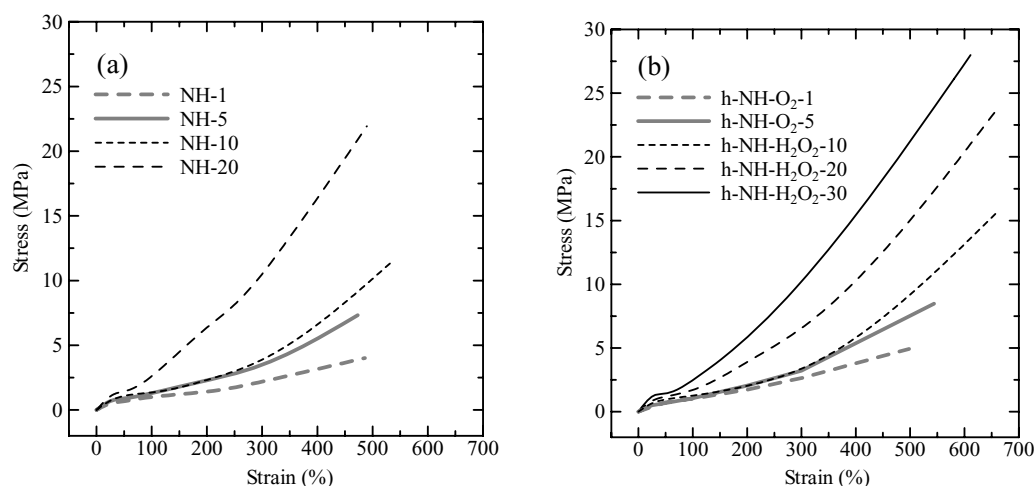 30
25
20
15
10
5
0
Stress (MPa)
(a)
NH-1
NH-5
NH-10
NH-20
0 100 200 300 400 500 600 700
Strain (%)
30
25
20
15
10
5
0
Stress (MPa)
(b)
h-NH-O₂-1
h-NH-O₂-5
h-NH-H₂O₂-10
h-NH-H₂O₂-20
h-NH-H₂O₂-30
0 100 200 300 400 500 600 700
Strain (%)